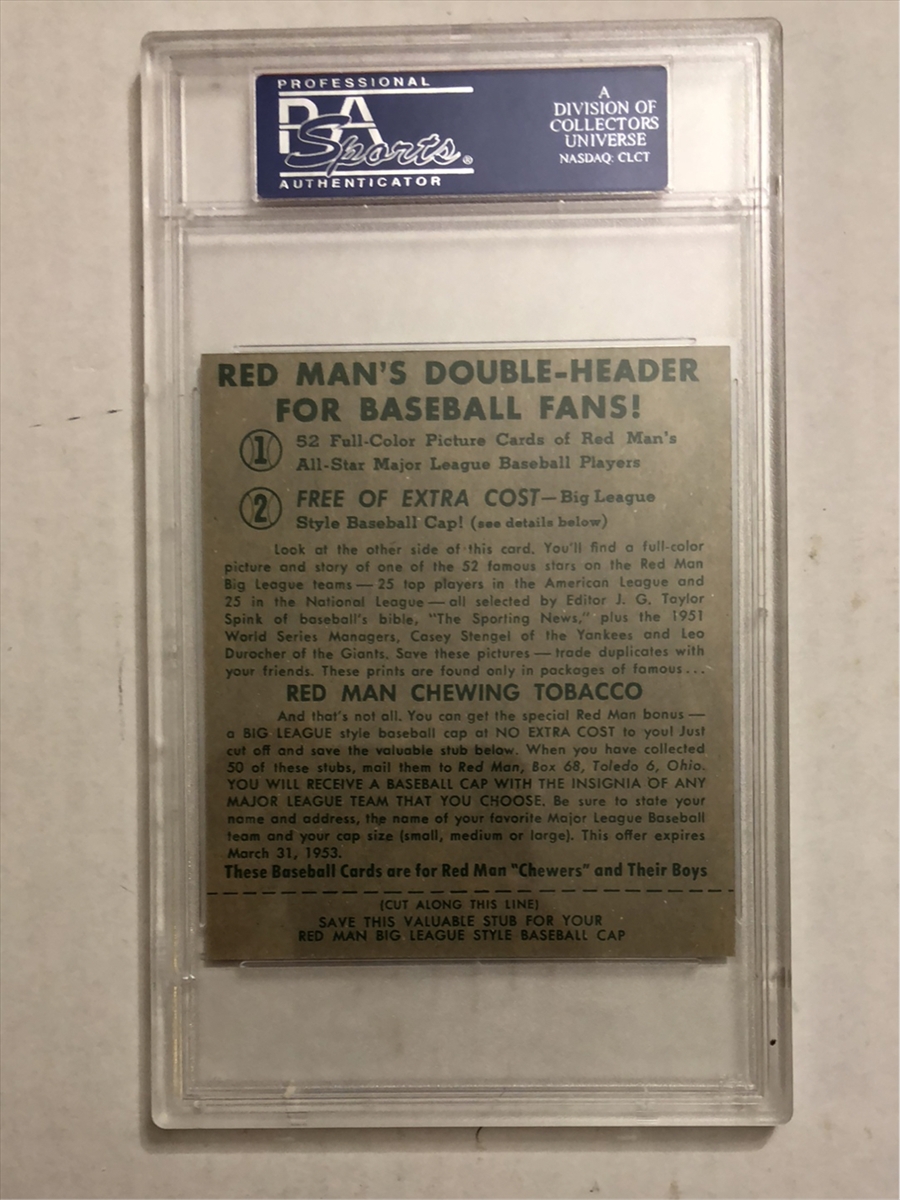 PROFESSIONAL
PSA
Sports®
AUTHENTICATOR
A
DIVISION OF
COLLECTORS
UNIVERSE
NASDAQ: CLCT
RED MAN'S DOUBLE-HEADER
FOR BASEBALL FANS!
1 52 Full-Color Picture Cards of Red Man's
All-Star Major League Baseball Players
2 FREE OF EXTRA COST—Big League
Style Baseball Cap! (see details below)
Look at the other side of this card. You'll find a full-color
picture and story of one of the 52 famous stars on the Red Man
Big League teams — 25 top players in the American League and
25 in the National League — all selected by Editor J. G. Taylor
Spink of baseball's bible, "The Sporting News," plus the 1951
World Series Managers, Casey Stengel of the Yankees and Leo
Durocher of the Giants. Save these pictures — trade duplicates with
your friends. These prints are found only in packages of famous...
RED MAN CHEWING TOBACCO
And that's not all. You can get the special Red Man bonus —
a BIG LEAGUE style baseball cap at NO EXTRA COST to you! Just
cut off and save the valuable stub below. When you have collected
50 of these stubs, mail them to Red Man, Box 68, Toledo 6, Ohio.
YOU WILL RECEIVE A BASEBALL CAP WITH THE INSIGNIA OF ANY
MAJOR LEAGUE TEAM THAT YOU CHOOSE. Be sure to state your
name and address, the name of your favorite Major League Baseball
team and your cap size (small, medium or large). This offer expires
March 31, 1953.
These Baseball Cards are for Red Man "Chewers" and Their Boys
(CUT ALONG THIS LINE)
SAVE THIS VALUABLE STUB FOR YOUR
RED MAN BIG LEAGUE STYLE BASEBALL CAP